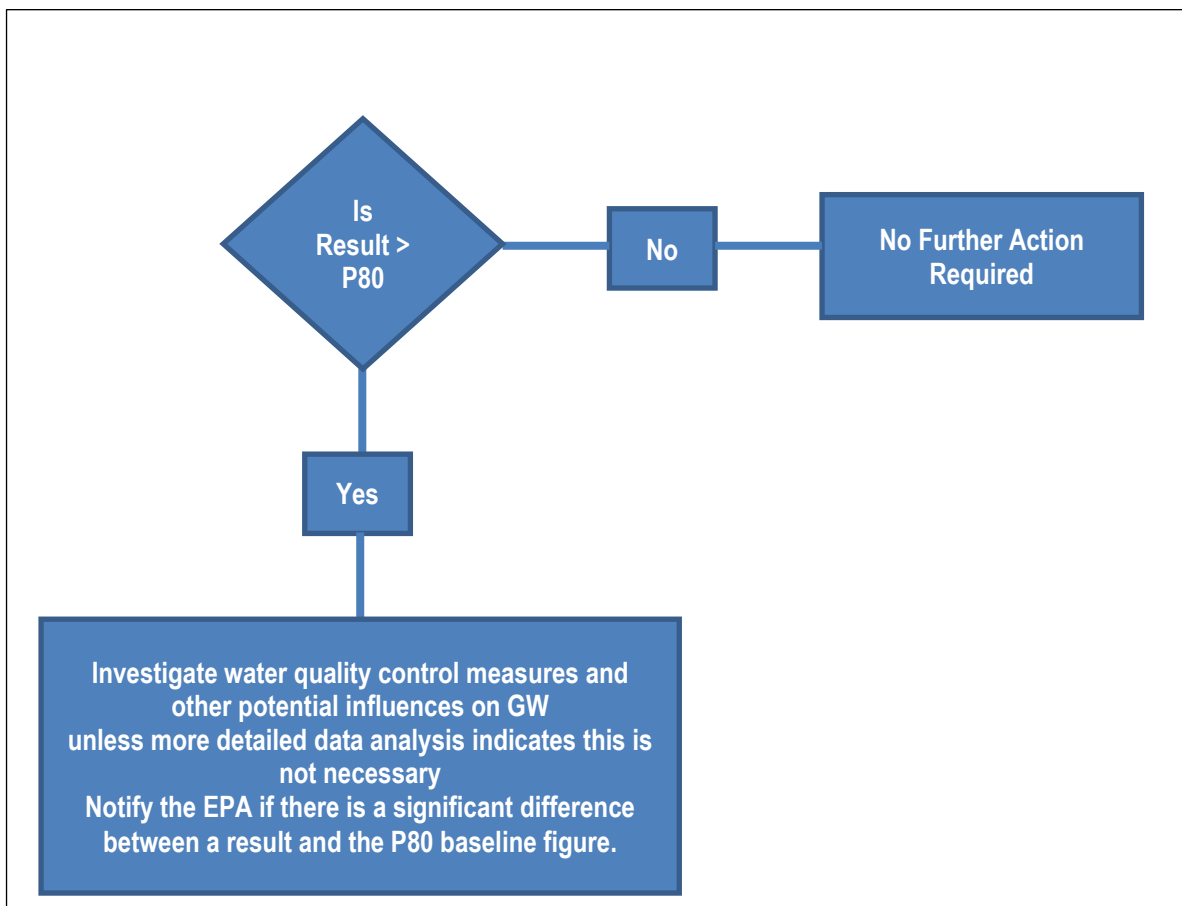 Is
Result >
P80
No
No Further Action
Required
Yes
Investigate water quality control measures and
other potential influences on GW
unless more detailed data analysis indicates this is
not necessary
Notify the EPA if there is a significant difference
between a result and the P80 baseline figure.